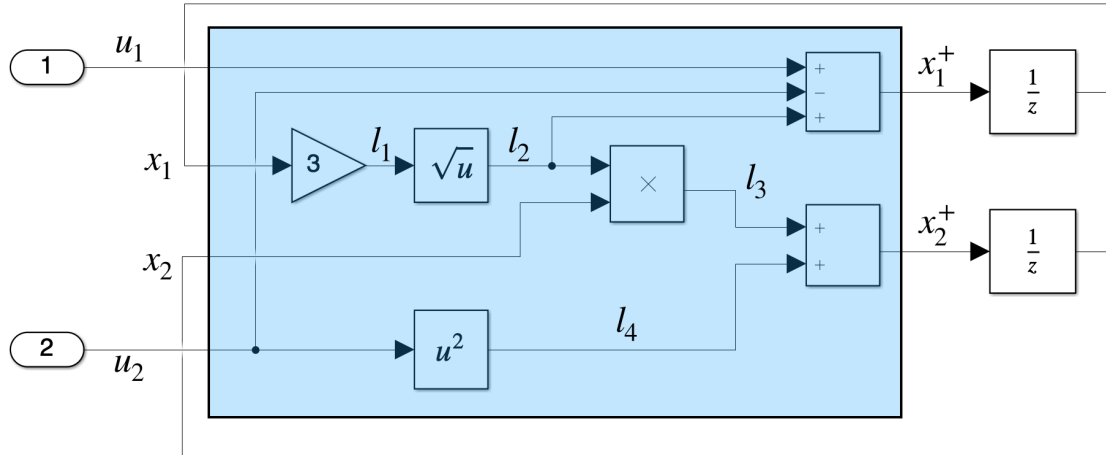 1
u₁
+
−
+
x₁⁺
1/z
x₁
3
l₁
√u
l₂
×
l₃
+
+
x₂⁺
1/z
x₂
2
u₂
u²
l₄